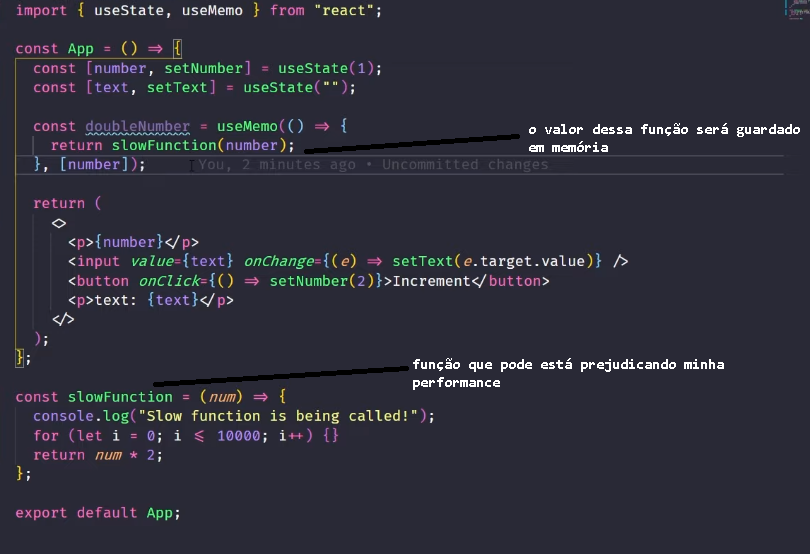 import { useState, useMemo } from "react";
const App = () => {
const [number, setNumber] = useState(1);
const [text, setText] = useState("");
const doubleNumber = useMemo(() => {
return slowFunction(number);
o valor dessa função será guardado
em memória
}, [number]);
You, 2 minutes ago • Uncommitted changes
return (
<>
<p>{number}</p>
<input value={text} onChange={(e) => setText(e.target.value)} />
<button onClick={() => setNumber(2)}>Increment</button>
<p>text: {text}</p>
</>
);
};
função que pode está prejudicando minha
performance
const slowFunction = (num) => {
console.log("Slow function is being called!");
for (let i = 0; i <= 10000; i++) {}
return num * 2;
};
export default App;